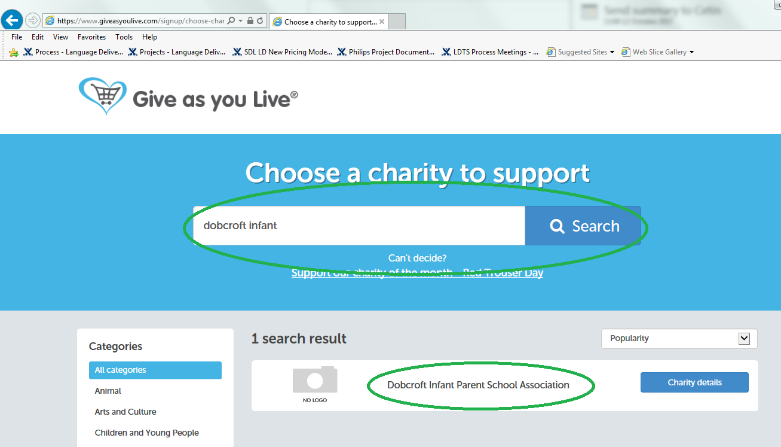 Send summary to Cetin
https://www.giveasyoulive.com/signup/choose-char
Choose a charity to support...
File Edit View Favorites Tools Help
Process - Language Delive... Projects - Language Deliv... SDL LD New Pricing Mode... Philips Project Document... LDTS Process Meetings - ... Suggested Sites Web Slice Gallery
Give as you Live®
Choose a charity to support
dobcroft infant
Search
Can't decide?
Support our charity of the month - Red Trouser Day
Categories
All categories
Animal
Arts and Culture
Children and Young People
1 search result
Popularity
NO LOGO
Dobcroft Infant Parent School Association
Charity details